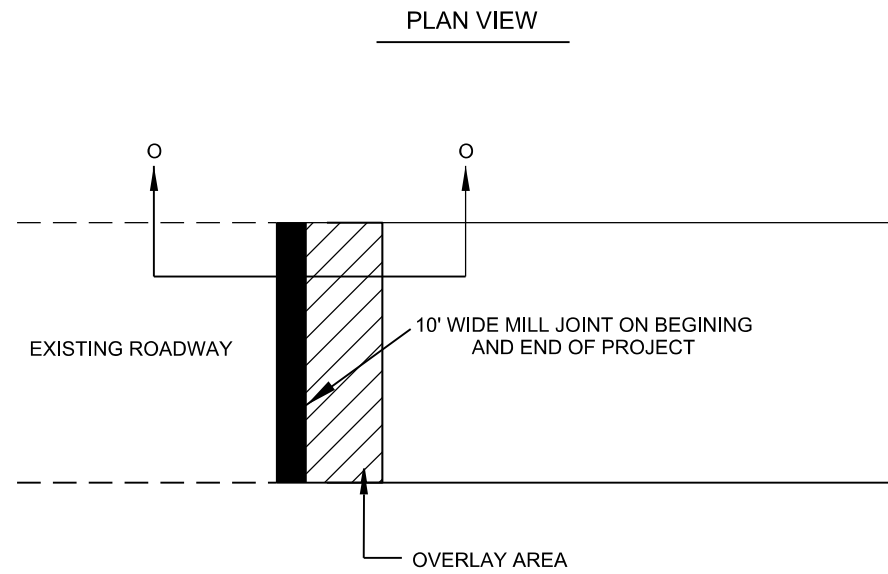 PLAN VIEW
O O
EXISTING ROADWAY
10' WIDE MILL JOINT ON BEGINING
AND END OF PROJECT
OVERLAY AREA